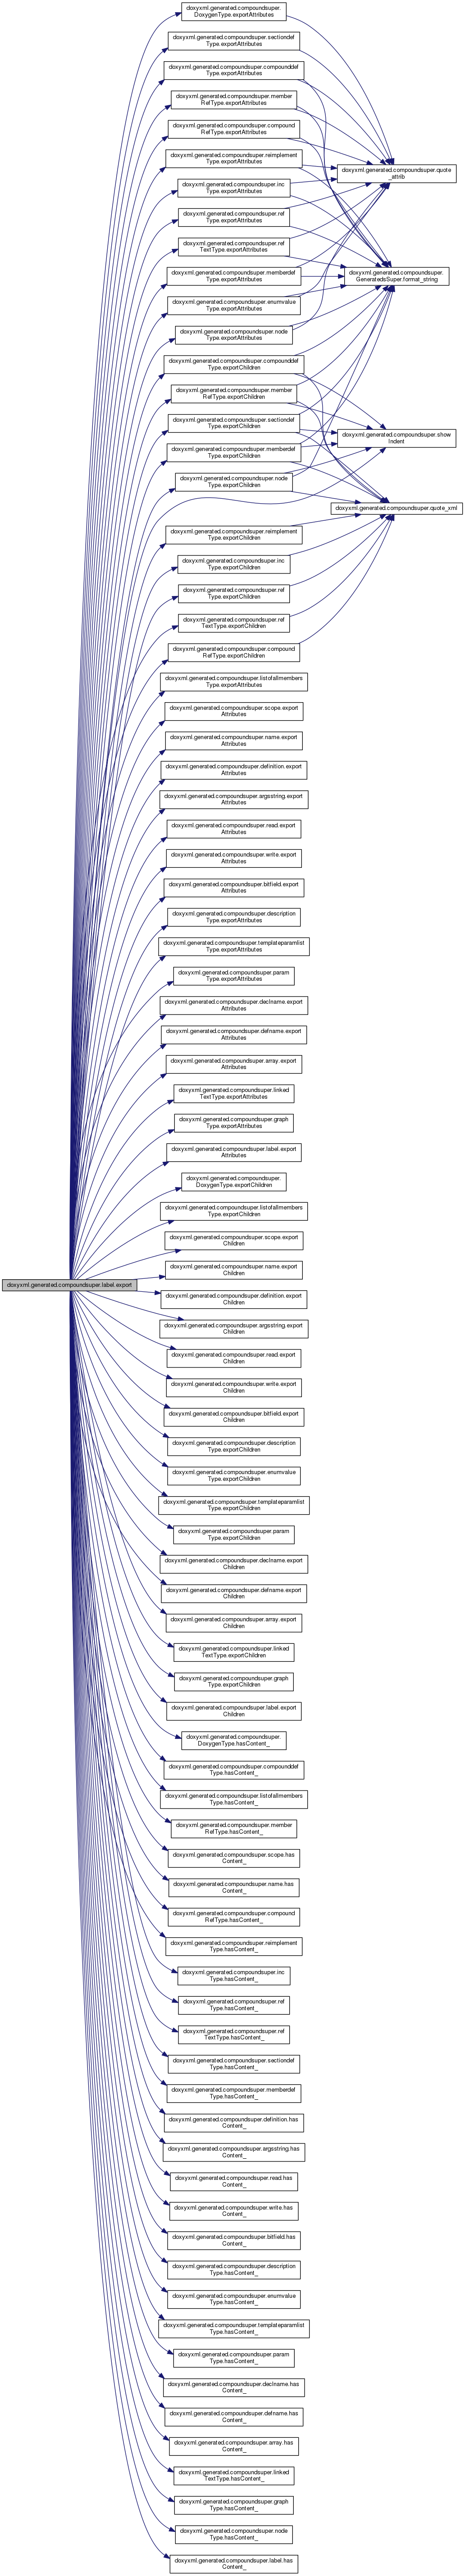 doxyxml.generated.compoundsuper.
DoxygenType.exportAttributes
doxyxml.generated.compoundsuper.sectiondef
Type.exportAttributes
doxyxml.generated.compoundsuper.compounddef
Type.exportAttributes
doxyxml.generated.compoundsuper.member
RefType.exportAttributes
doxyxml.generated.compoundsuper.compound
RefType.exportAttributes
doxyxml.generated.compoundsuper.reimplement
Type.exportAttributes
doxyxml.generated.compoundsuper.quote
_attrib
doxyxml.generated.compoundsuper.inc
Type.exportAttributes
doxyxml.generated.compoundsuper.ref
Type.exportAttributes
doxyxml.generated.compoundsuper.ref
TextType.exportAttributes
doxyxml.generated.compoundsuper.memberdef
Type.exportAttributes
doxyxml.generated.compoundsuper.
GeneratedsSuper.format_string
doxyxml.generated.compoundsuper.enumvalue
Type.exportAttributes
doxyxml.generated.compoundsuper.node
Type.exportAttributes
doxyxml.generated.compoundsuper.compounddef
Type.exportChildren
doxyxml.generated.compoundsuper.member
RefType.exportChildren
doxyxml.generated.compoundsuper.sectiondef
Type.exportChildren
doxyxml.generated.compoundsuper.show
Indent
doxyxml.generated.compoundsuper.memberdef
Type.exportChildren
doxyxml.generated.compoundsuper.node
Type.exportChildren
doxyxml.generated.compoundsuper.quote_xml
doxyxml.generated.compoundsuper.reimplement
Type.exportChildren
doxyxml.generated.compoundsuper.inc
Type.exportChildren
doxyxml.generated.compoundsuper.ref
Type.exportChildren
doxyxml.generated.compoundsuper.ref
TextType.exportChildren
doxyxml.generated.compoundsuper.compound
RefType.exportChildren
doxyxml.generated.compoundsuper.listofallmembers
Type.exportAttributes
doxyxml.generated.compoundsuper.scope.export
Attributes
doxyxml.generated.compoundsuper.name.export
Attributes
doxyxml.generated.compoundsuper.definition.export
Attributes
doxyxml.generated.compoundsuper.argsstring.export
Attributes
doxyxml.generated.compoundsuper.read.export
Attributes
doxyxml.generated.compoundsuper.write.export
Attributes
doxyxml.generated.compoundsuper.bitfield.export
Attributes
doxyxml.generated.compoundsuper.description
Type.exportAttributes
doxyxml.generated.compoundsuper.templateparamlist
Type.exportAttributes
doxyxml.generated.compoundsuper.param
Type.exportAttributes
doxyxml.generated.compoundsuper.declname.export
Attributes
doxyxml.generated.compoundsuper.defname.export
Attributes
doxyxml.generated.compoundsuper.array.export
Attributes
doxyxml.generated.compoundsuper.linked
TextType.exportAttributes
doxyxml.generated.compoundsuper.graph
Type.exportAttributes
doxyxml.generated.compoundsuper.label.export
Attributes
doxyxml.generated.compoundsuper.
DoxygenType.exportChildren
doxyxml.generated.compoundsuper.listofallmembers
Type.exportChildren
doxyxml.generated.compoundsuper.scope.export
Children
doxyxml.generated.compoundsuper.name.export
Children
doxyxml.generated.compoundsuper.label.export
doxyxml.generated.compoundsuper.definition.export
Children
doxyxml.generated.compoundsuper.argsstring.export
Children
doxyxml.generated.compoundsuper.read.export
Children
doxyxml.generated.compoundsuper.write.export
Children
doxyxml.generated.compoundsuper.bitfield.export
Children
doxyxml.generated.compoundsuper.description
Type.exportChildren
doxyxml.generated.compoundsuper.enumvalue
Type.exportChildren
doxyxml.generated.compoundsuper.templateparamlist
Type.exportChildren
doxyxml.generated.compoundsuper.param
Type.exportChildren
doxyxml.generated.compoundsuper.declname.export
Children
doxyxml.generated.compoundsuper.defname.export
Children
doxyxml.generated.compoundsuper.array.export
Children
doxyxml.generated.compoundsuper.linked
TextType.exportChildren
doxyxml.generated.compoundsuper.graph
Type.exportChildren
doxyxml.generated.compoundsuper.label.export
Children
doxyxml.generated.compoundsuper.
DoxygenType.hasContent_
doxyxml.generated.compoundsuper.compounddef
Type.hasContent_
doxyxml.generated.compoundsuper.listofallmembers
Type.hasContent_
doxyxml.generated.compoundsuper.member
RefType.hasContent_
doxyxml.generated.compoundsuper.scope.has
Content_
doxyxml.generated.compoundsuper.name.has
Content_
doxyxml.generated.compoundsuper.compound
RefType.hasContent_
doxyxml.generated.compoundsuper.reimplement
Type.hasContent_
doxyxml.generated.compoundsuper.inc
Type.hasContent_
doxyxml.generated.compoundsuper.ref
Type.hasContent_
doxyxml.generated.compoundsuper.ref
TextType.hasContent_
doxyxml.generated.compoundsuper.sectiondef
Type.hasContent_
doxyxml.generated.compoundsuper.memberdef
Type.hasContent_
doxyxml.generated.compoundsuper.definition.has
Content_
doxyxml.generated.compoundsuper.argsstring.has
Content_
doxyxml.generated.compoundsuper.read.has
Content_
doxyxml.generated.compoundsuper.write.has
Content_
doxyxml.generated.compoundsuper.bitfield.has
Content_
doxyxml.generated.compoundsuper.description
Type.hasContent_
doxyxml.generated.compoundsuper.enumvalue
Type.hasContent_
doxyxml.generated.compoundsuper.templateparamlist
Type.hasContent_
doxyxml.generated.compoundsuper.param
Type.hasContent_
doxyxml.generated.compoundsuper.declname.has
Content_
doxyxml.generated.compoundsuper.defname.has
Content_
doxyxml.generated.compoundsuper.array.has
Content_
doxyxml.generated.compoundsuper.linked
TextType.hasContent_
doxyxml.generated.compoundsuper.graph
Type.hasContent_
doxyxml.generated.compoundsuper.node
Type.hasContent_
doxyxml.generated.compoundsuper.label.has
Content_